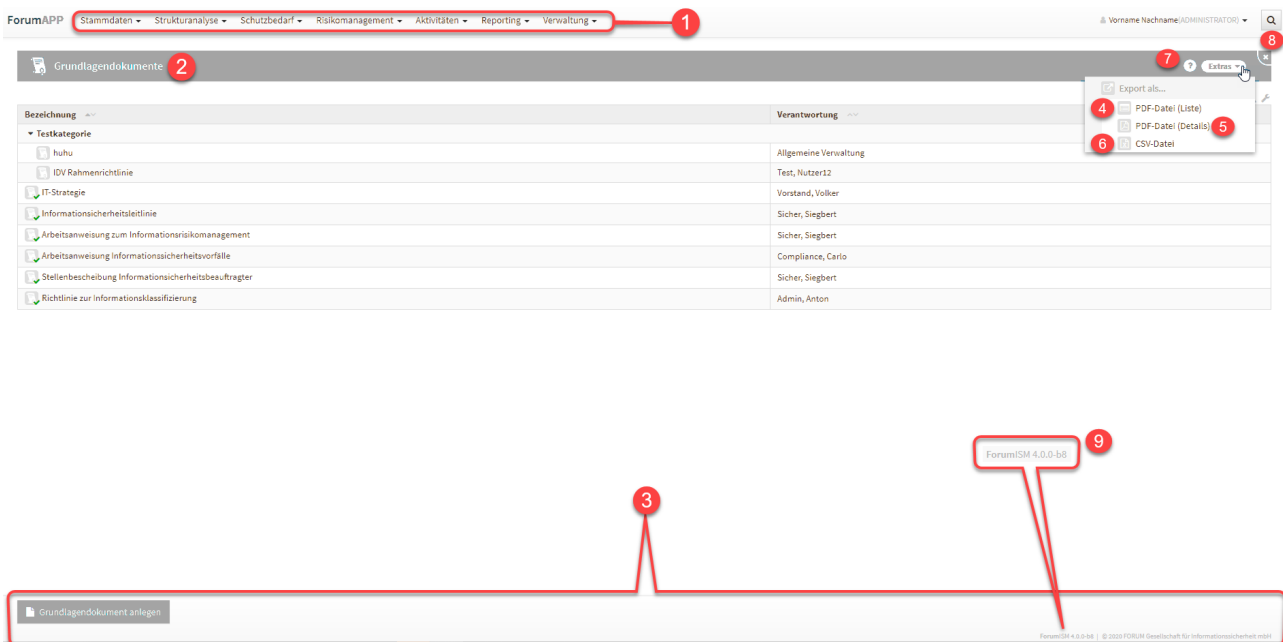 ForumAPP Stammdaten Strukturanalyse Schutzbedarf Risikomanagement Aktivitäten Reporting Verwaltung 1 Vorname Nachname(ADMINISTRATOR)
8
Grundlagendokumente 2 7 ? Extras
Export als...
4 PDF-Datei (Liste)
PDF-Datei (Details) 5
6 CSV-Datei
Bezeichnung Verantwortung
Testkategorie
huhu Allgemeine Verwaltung
IDV Rahmenrichtlinie Test, Nutzer12
IT-Strategie Vorstand, Volker
Informationsicherheitsleitlinie Sicher, Siegbert
Arbeitsanweisung zum Informationsrisikomanagement Sicher, Siegbert
Arbeitsanweisung Informationssicherheitsvorfälle Compliance, Carlo
Stellenbescheibung Informationsicherheitsbeauftragter Sicher, Siegbert
Richtlinie zur Informationsklassifizierung Admin, Anton
9
ForumISM 4.0.0-b8
3
Grundlagendokument anlegen
ForumISM 4.0.0-b8 | © 2020 FORUM Gesellschaft für Informationssicherheit mbH